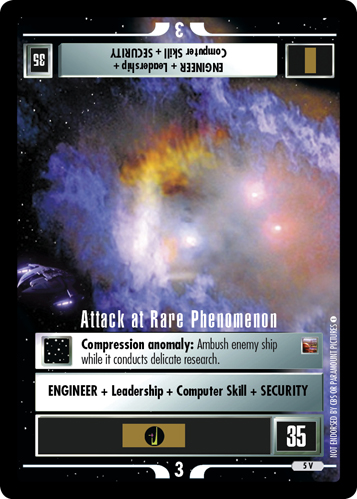 3
35
ENGINEER + Leadership +
Computer Skill + SECURITY
Attack at Rare Phenomenon
Compression anomaly: Ambush enemy ship
while it conducts delicate research.
ENGINEER + Leadership + Computer Skill + SECURITY
35
3
5 V
NOT ENDORSED BY CBS OR PARAMOUNT PICTURES